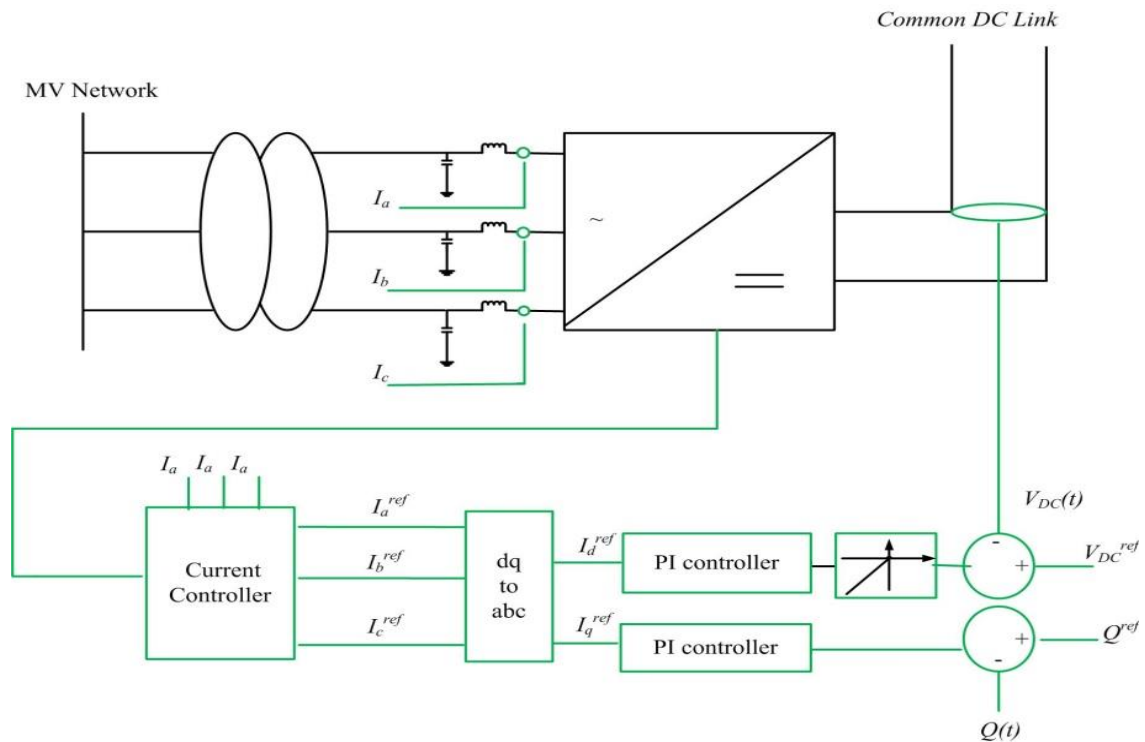 Common DC Link
MV Network
I_a
~
I_b
I_c
I_a I_a I_a
V_DC(t)
I_a^ref
I_d^ref
-
PI controller
+
V_DC^ref
Current
Controller
I_b^ref
dq
to
abc
I_c^ref
I_q^ref
PI controller
+
Q^ref
-
Q(t)